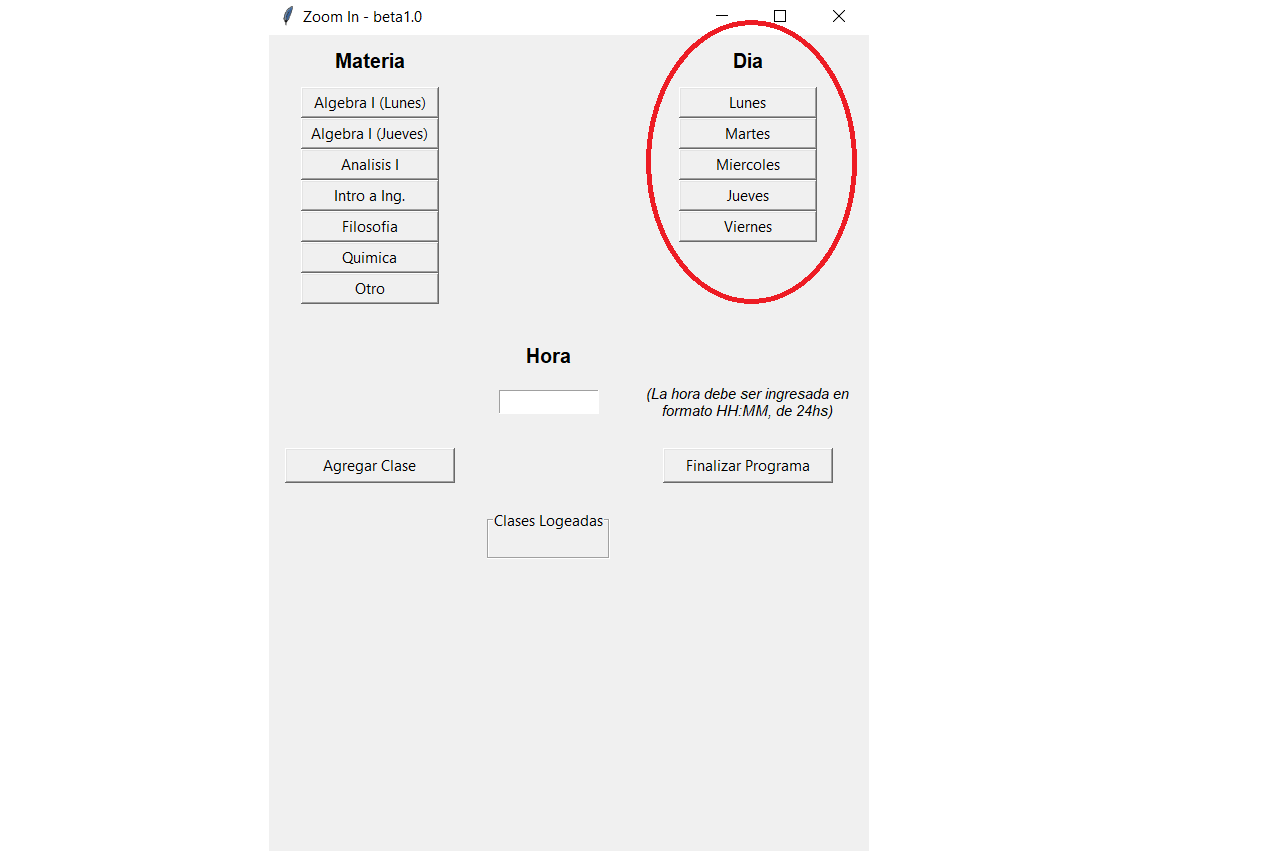 Zoom In - beta1.0
Materia
Algebra I (Lunes)
Algebra I (Jueves)
Analisis I
Intro a Ing.
Filosofia
Quimica
Otro
Dia
Lunes
Martes
Miercoles
Jueves
Viernes
Hora
(La hora debe ser ingresada en
formato HH:MM, de 24hs)
Agregar Clase
Finalizar Programa
Clases Logeadas